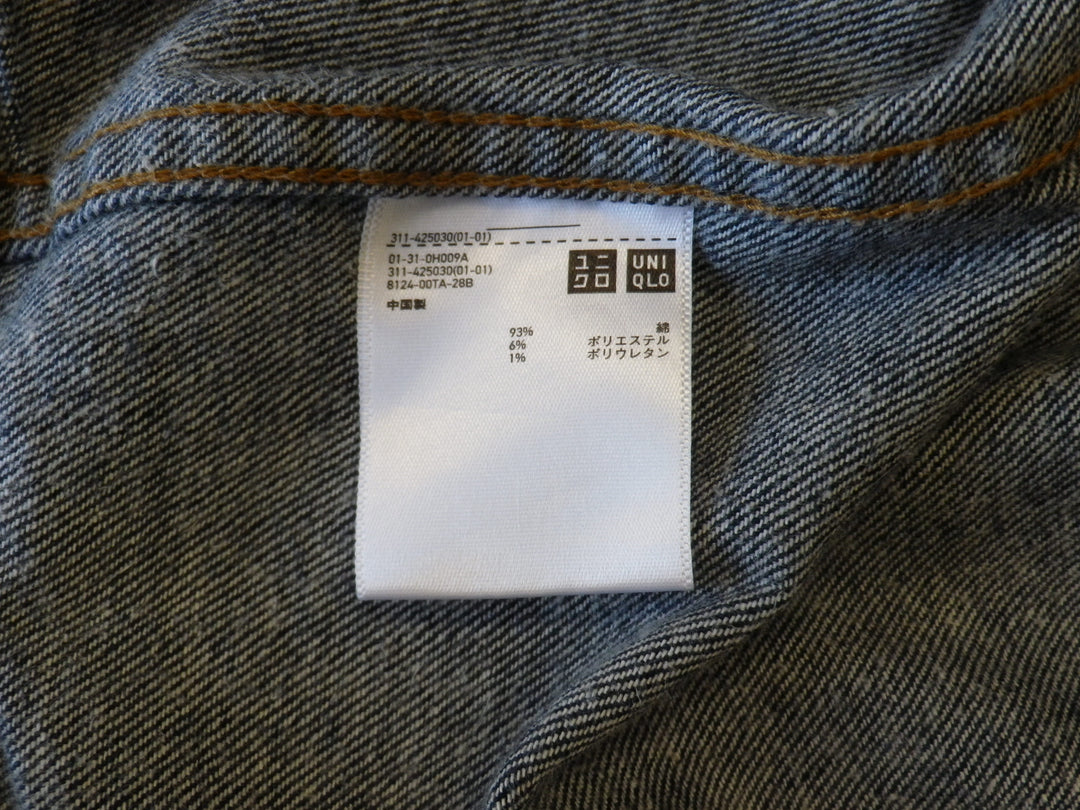 311-425030(01-01)
01-31-0H009A
311-425030(01-01)
8124-00TA-28B
中国製
ユニ
クロ
UNI
QLO
93% 綿
6% ポリエステル
1% ポリウレタン